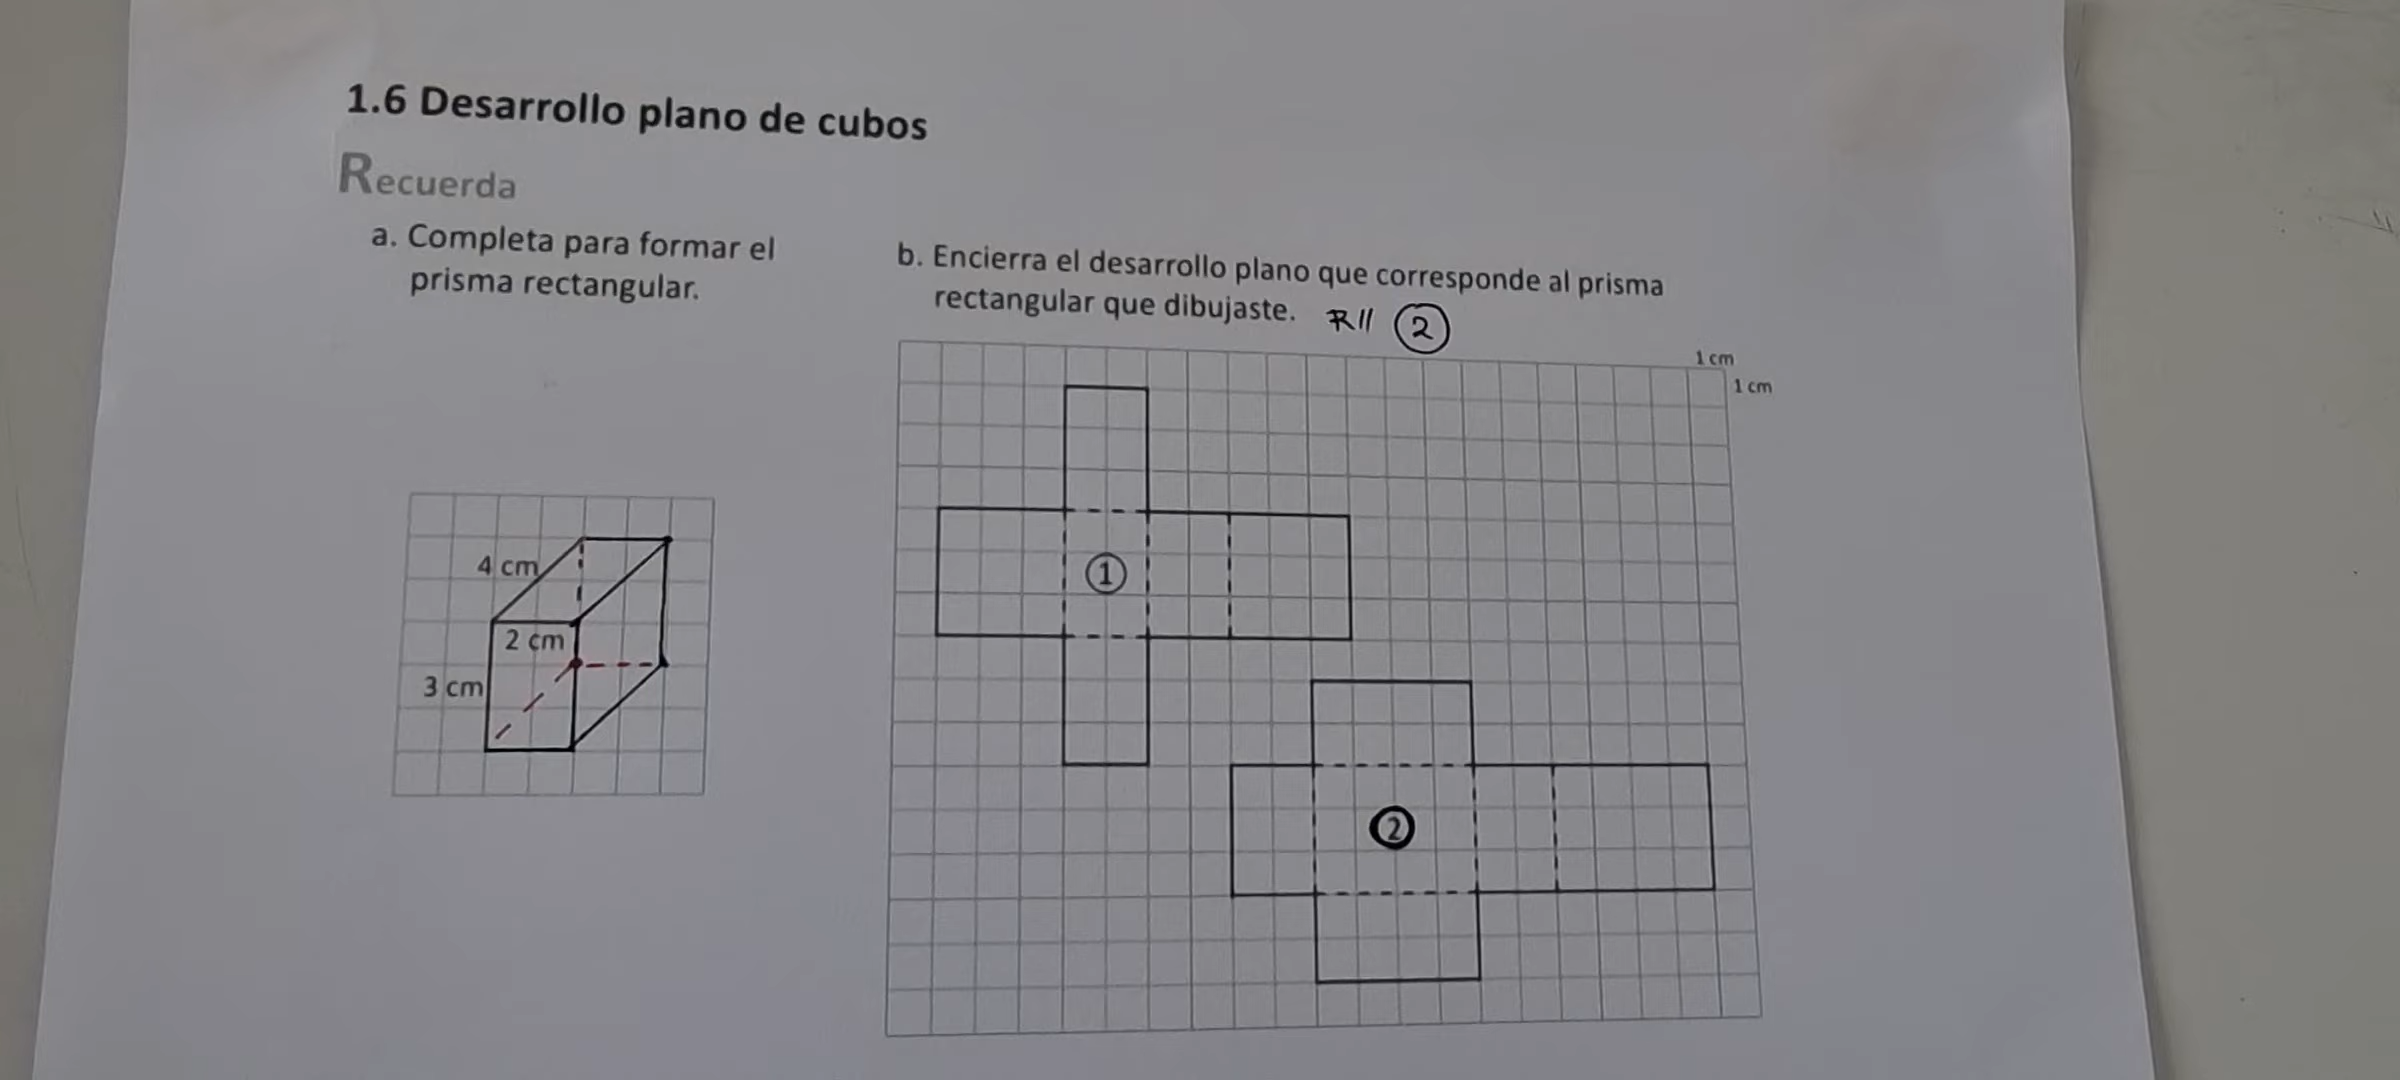 1.6 Desarrollo plano de cubos
Recuerda
a. Completa para formar el
prisma rectangular.
4 cm
2 cm
3 cm
b. Encierra el desarrollo plano que corresponde al prisma
rectangular que dibujaste. R// 2
1 cm
1 cm
1
2